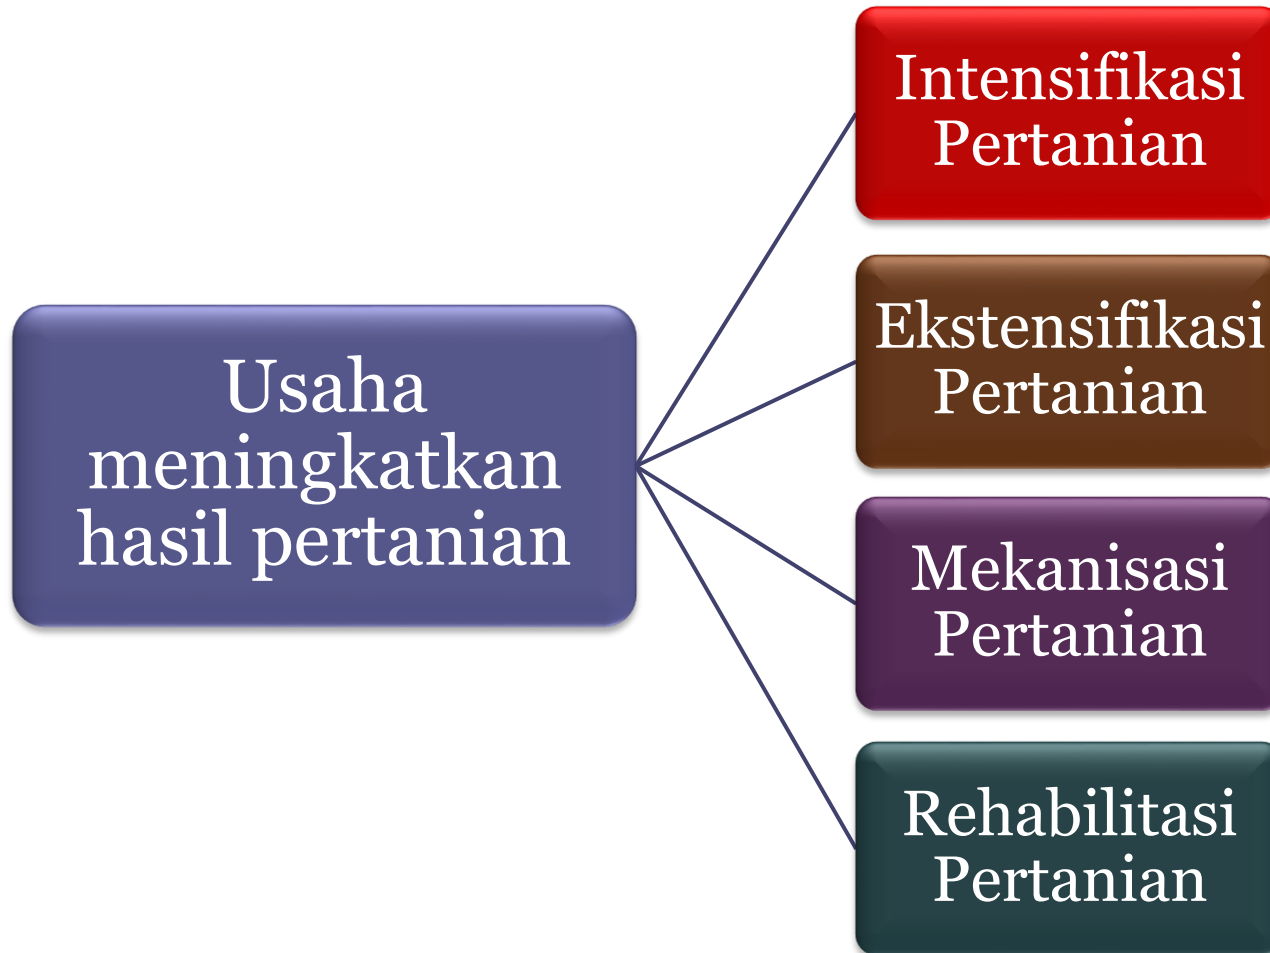 Usaha
meningkatkan
hasil pertanian
Intensifikasi
Pertanian
Ekstensifikasi
Pertanian
Mekanisasi
Pertanian
Rehabilitasi
Pertanian